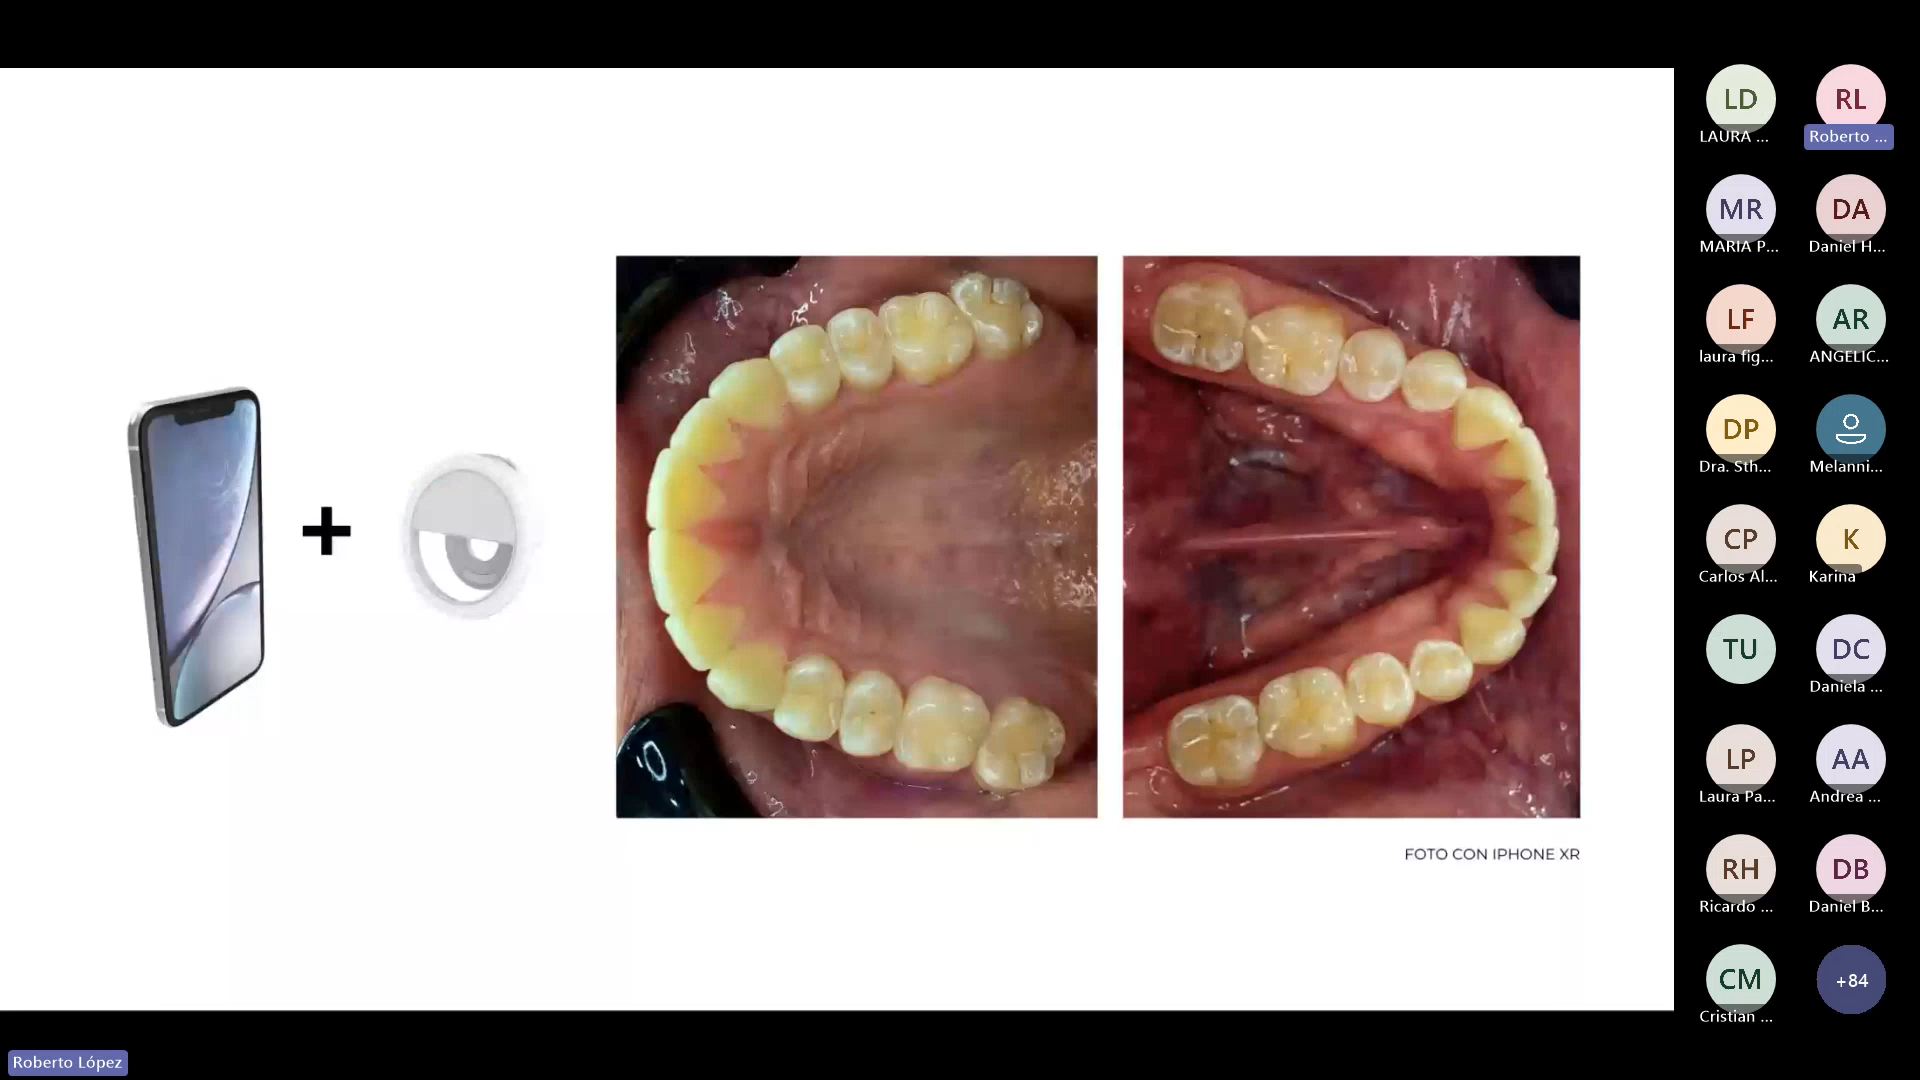 FOTO CON IPHONE XR
LD
LAURA ...
RL
Roberto ...
MR
MARIA P...
DA
Daniel H...
LF
laura fig...
AR
ANGELIC...
DP
Dra. Sth...
Melanni...
CP
Carlos Al...
K
Karina
TU
DC
Daniela ...
LP
Laura Pa...
AA
Andrea ...
RH
Ricardo ...
DB
Daniel B...
CM
Cristian ...
+84
Roberto López